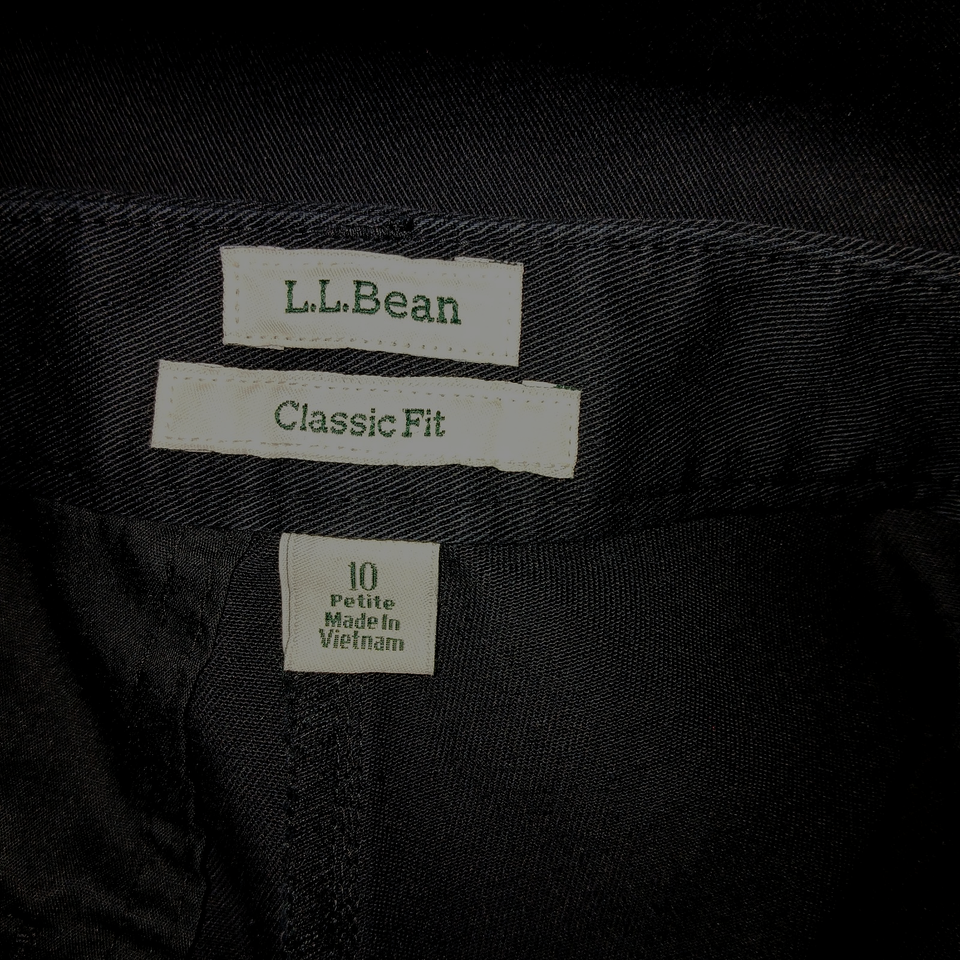 L.L.Bean
Classic Fit
10
Petite
Made In
Vietnam